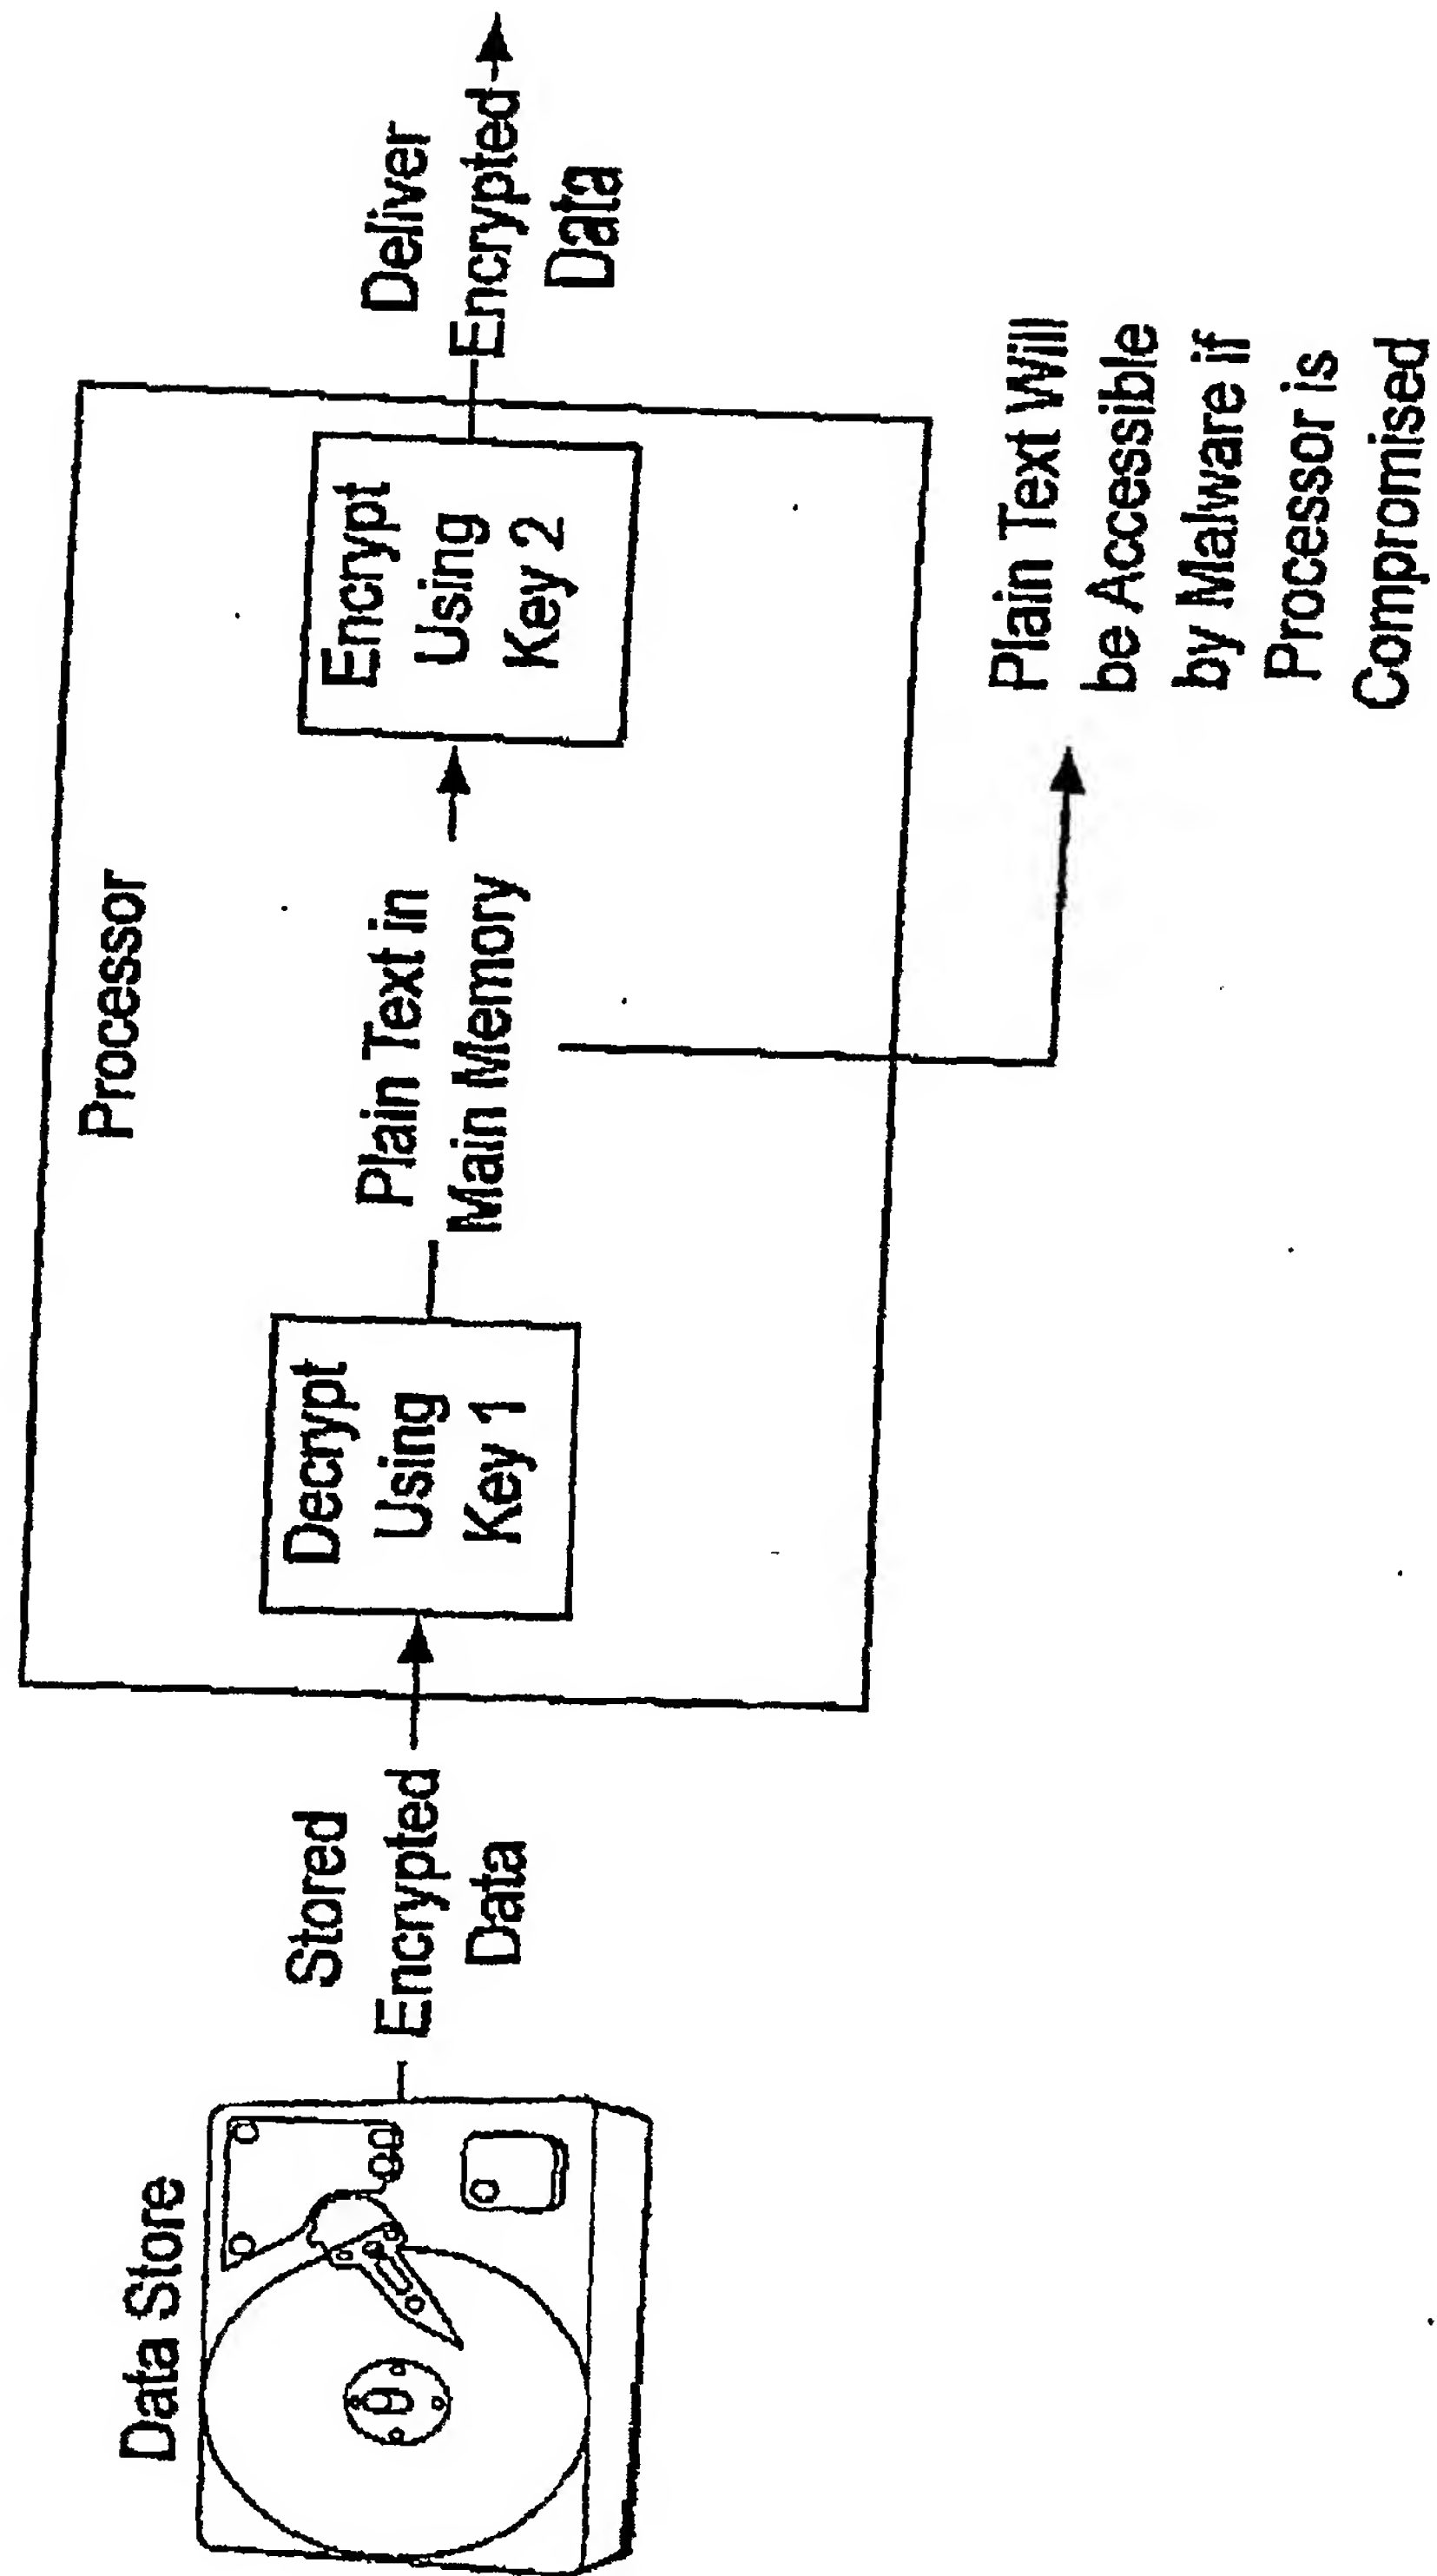 Data Store
Stored
Encrypted
Data
Processor
Decrypt
Using
Key 1
Plain Text in
Main Memory
Encrypt
Using
Key 2
Deliver
Encrypted
Data
Plain Text Will
be Accessible
by Malware if
Processor is
Compromised